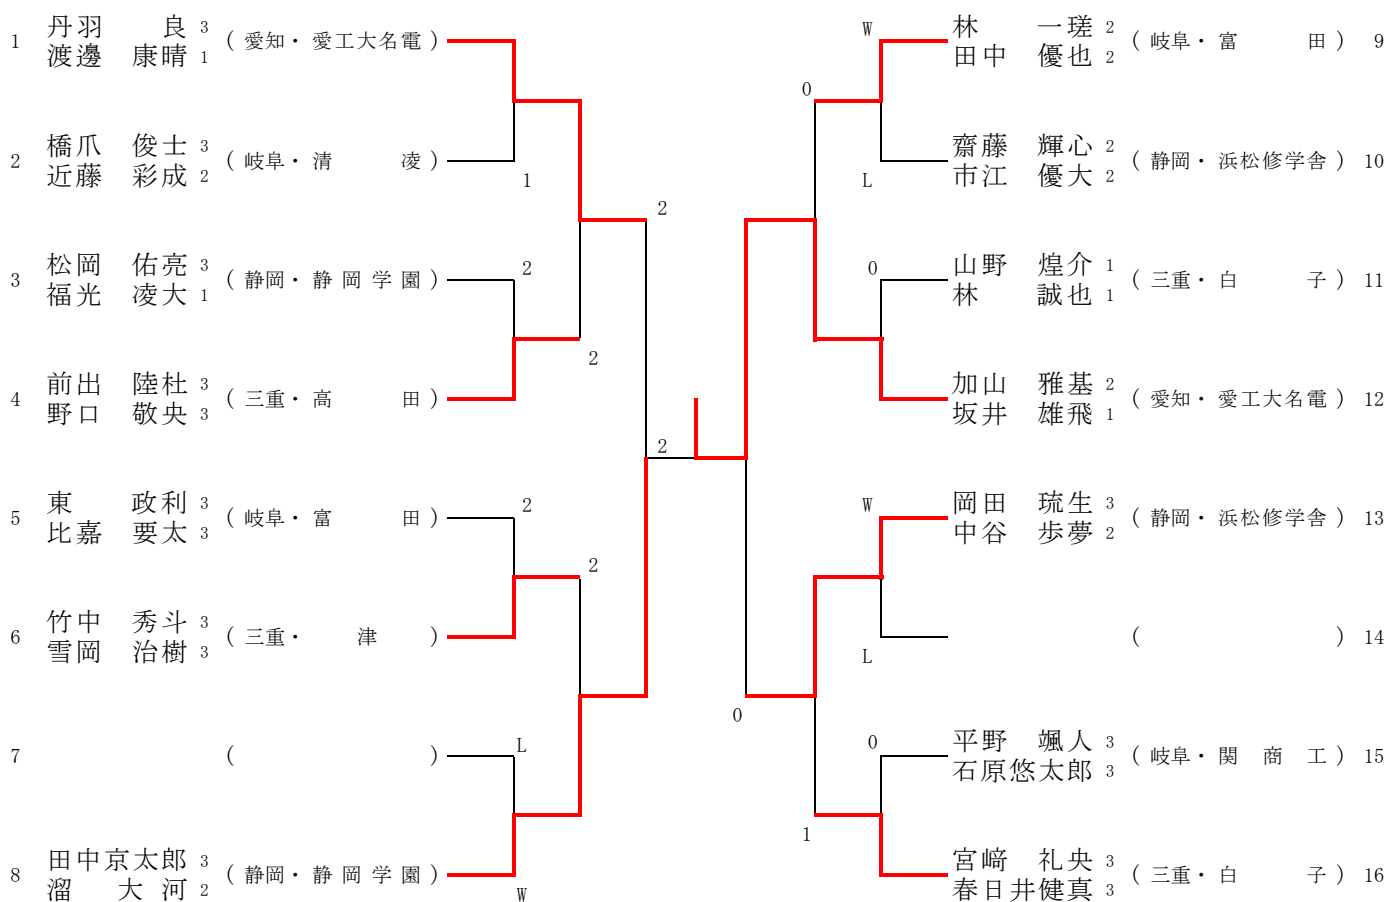 1 丹羽 良 3 ( 愛知・愛工大名電 )
渡邊 康晴 1
2 橋爪 俊士 3 ( 岐阜・清 凌 )
近藤 彩成 2
1
3 松岡 佑亮 3 ( 静岡・静岡学園 )
福光 凌大 1
2
2
4 前出 陸杜 3 ( 三重・高 田 )
野口 敬央 3
2
2
5 東 政利 3 ( 岐阜・富 田 )
比嘉 要太 3
2
6 竹中 秀斗 3 ( 三重・ 津 )
雪岡 治樹 3
2
7 ( )
L
8 田中京太郎 3 ( 静岡・静岡学園 )
溜 大河 2
W
W
林 一瑳 2 ( 岐阜・富 田 ) 9
田中 優也 2
0
齋藤 輝心 2 ( 静岡・浜松修学舎 ) 10
市江 優大 2
L
0
山野 煌介 1 ( 三重・白 子 ) 11
林 誠也 1
加山 雅基 2 ( 愛知・愛工大名電 ) 12
坂井 雄飛 1
W
岡田 琉生 3 ( 静岡・浜松修学舎 ) 13
中谷 歩夢 2
( ) 14
L
0
0
平野 颯人 3 ( 岐阜・関商工 ) 15
石原悠太郎 3
1
宮﨑 礼央 3 ( 三重・白 子 ) 16
春日井健真 3